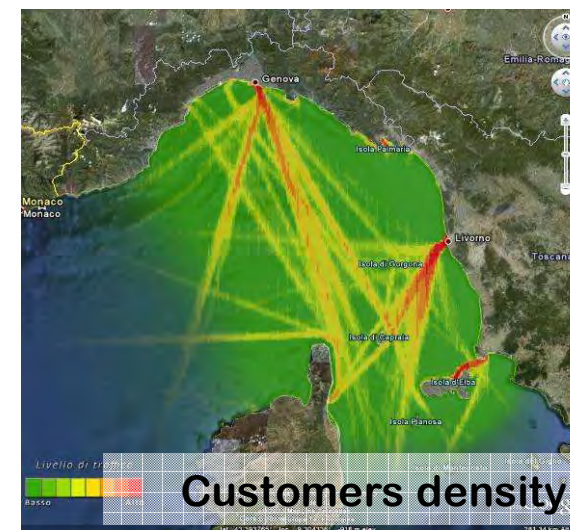 Emilia-Romag
Genova
Isola Palmaria
Monaco
Monaco
Livorno
Toscana
Isola di Gorgona
Isola di Capraia
Isola d'Elba
Isola Pianosa
Livello di traffico
Basso
Alto
Customers density